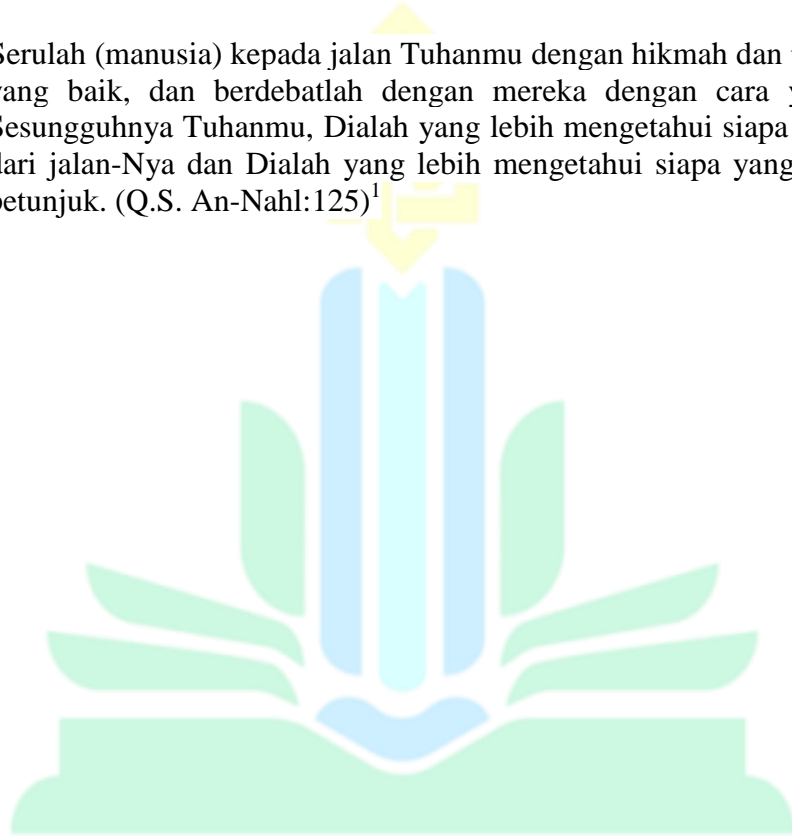 Serulah (manusia) kepada jalan Tuhanmu dengan hikmah dan
yang baik, dan berdebatlah dengan mereka dengan cara
Sesungguhnya Tuhanmu, Dialah yang lebih mengetahui siapa
dari jalan-Nya dan Dialah yang lebih mengetahui siapa yang
petunjuk. (Q.S. An-Nahl:125)¹